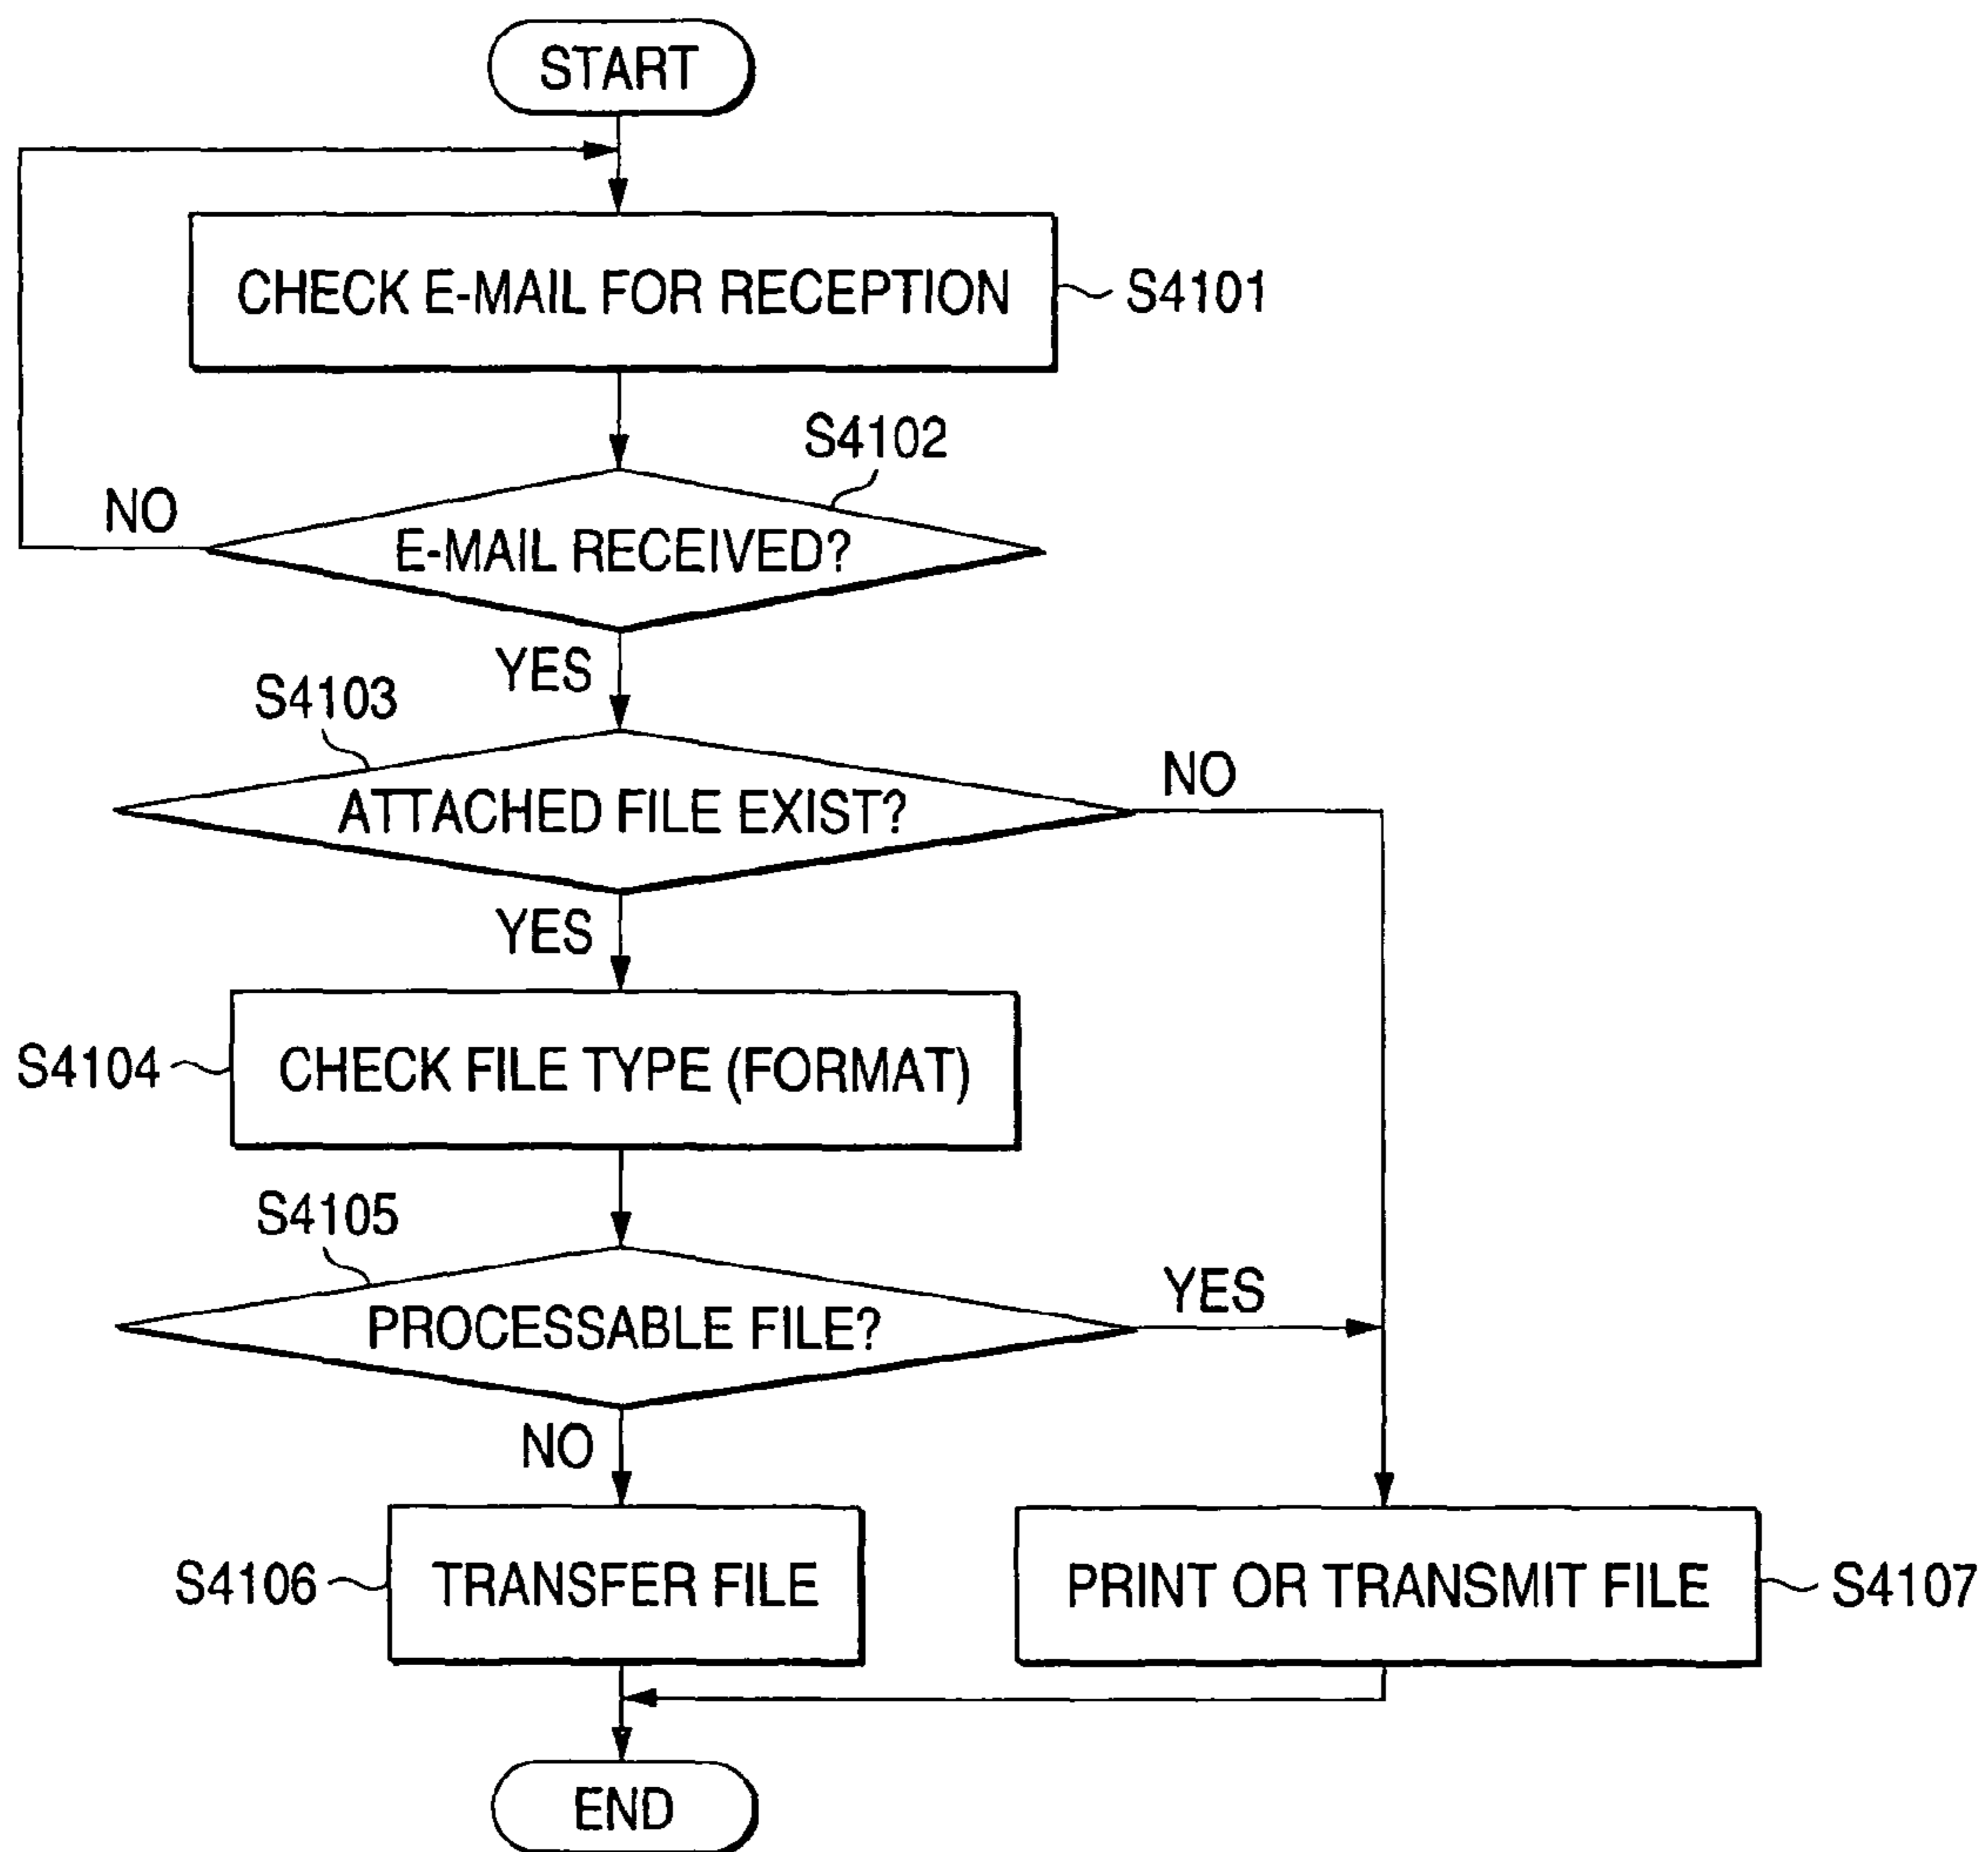 START
CHECK E-MAIL FOR RECEPTION
S4101
S4102
NO
E-MAIL RECEIVED?
YES
S4103
NO
ATTACHED FILE EXIST?
YES
CHECK FILE TYPE (FORMAT)
S4104
S4105
YES
PROCESSABLE FILE?
NO
S4106
TRANSFER FILE
PRINT OR TRANSMIT FILE
S4107
END